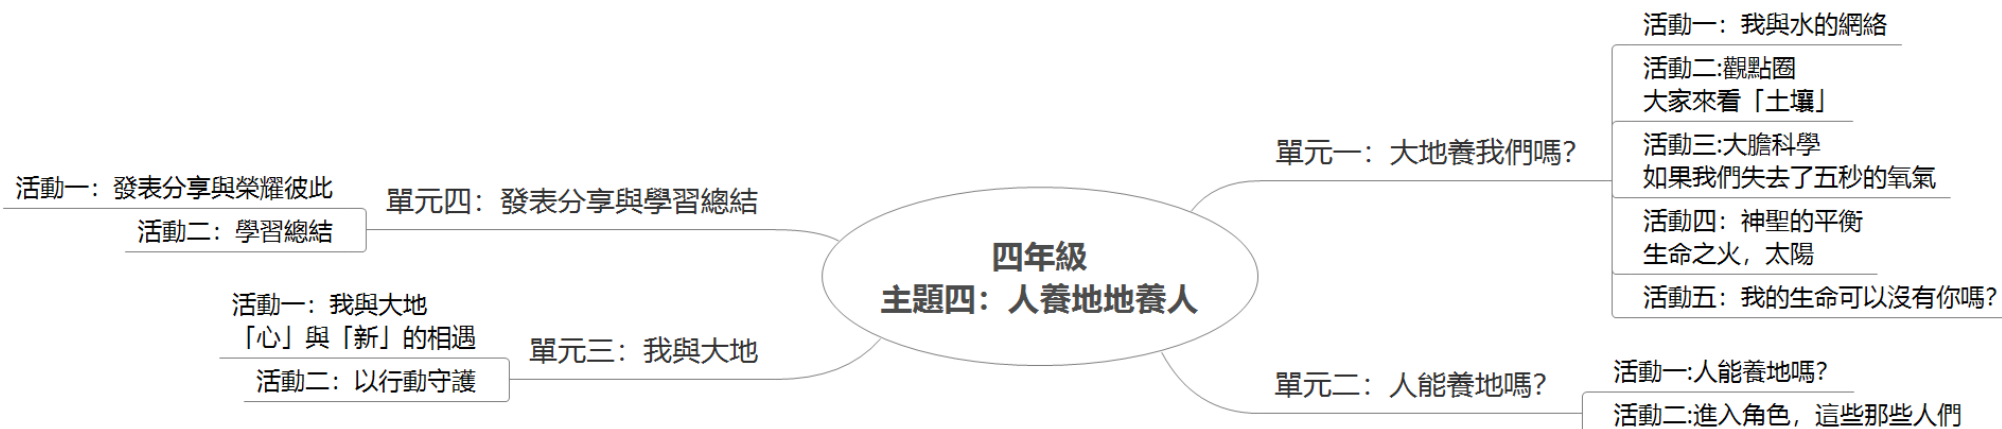 四年級
主題四：人養地地養人
單元一：大地養我們嗎?
活動一：我與水的網絡
活動二:觀點圈
大家來看「土壤」
活動三:大膽科學
如果我們失去了五秒的氧氣
活動四：神聖的平衡
生命之火，太陽
活動五：我的生命可以沒有你嗎?
單元二：人能養地嗎?
活動一:人能養地嗎?
活動二:進入角色，這些那些人們
單元三：我與大地
活動一：我與大地
「心」與「新」的相遇
活動二：以行動守護
單元四：發表分享與學習總結
活動一：發表分享與榮耀彼此
活動二：學習總結